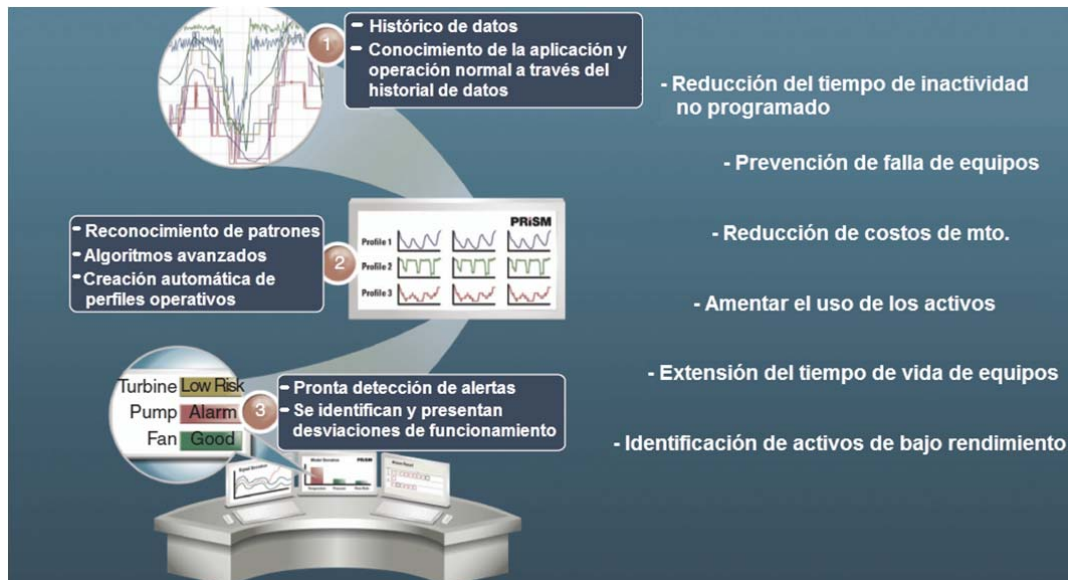 1
- Histórico de datos
- Conocimiento de la aplicación y
operación normal a través del
historial de datos
- Reducción del tiempo de inactividad
no programado
- Prevención de falla de equipos
- Reducción de costos de mto.
- Amentar el uso de los activos
- Extensión del tiempo de vida de equipos
- Identificación de activos de bajo rendimiento
- Reconocimiento de patrones
- Algoritmos avanzados
- Creación automática de
perfiles operativos
2
PRiSM
Profile 1
Profile 2
Profile 3
Turbine Low Risk
Pump Alarm
Fan Good
3
- Pronta detección de alertas
- Se identifican y presentan
desviaciones de funcionamiento
PRiSM